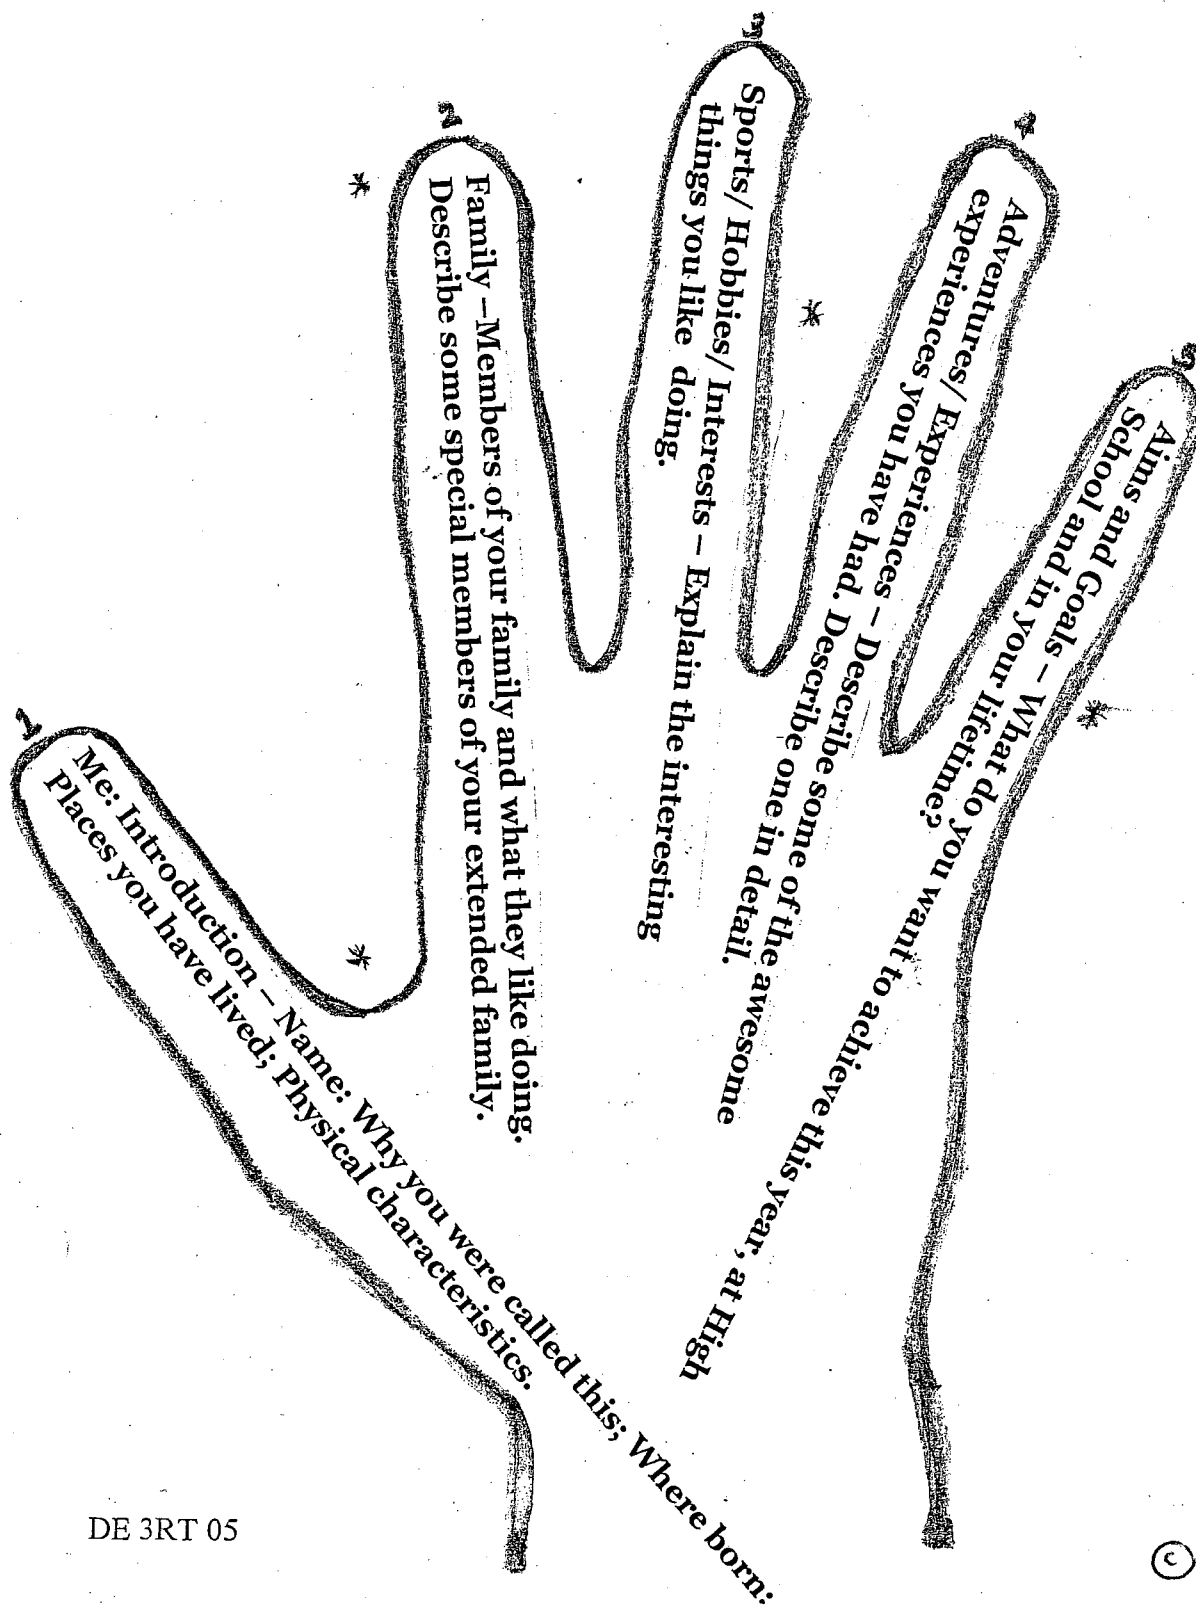 1
Me: Introduction – Name: Why you were called this; Where born:
Places you have lived; Physical characteristics.
2
Family –Members of your family and what they like doing.
Describe some special members of your extended family.
3
Sports/ Hobbies/ Interests – Explain the interesting
things you like doing.
4
Adventures/ Experiences – Describe some of the awesome
experiences you have had. Describe one in detail.
5
Aims and Goals – What do you want to achieve this year, at High
School and in your lifetime?
DE 3RT 05
©